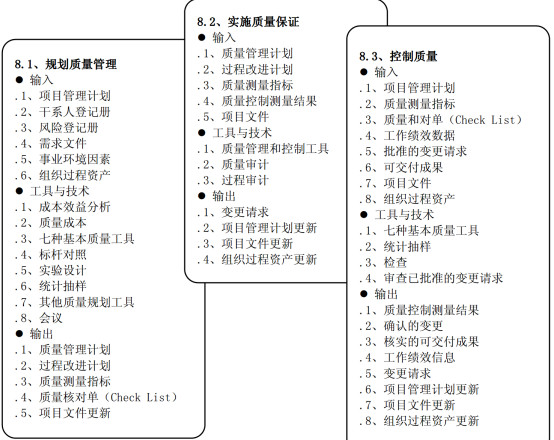 8.1、规划质量管理
● 输入
.1、项目管理计划
.2、干系人登记册
.3、风险登记册
.4、需求文件
.5、事业环境因素
.6、组织过程资产
● 工具与技术
.1、成本效益分析
.2、质量成本
.3、七种基本质量工具
.4、标杆对照
.5、实验设计
.6、统计抽样
.7、其他质量规划工具
.8、会议
● 输出
.1、质量管理计划
.2、过程改进计划
.3、质量测量指标
.4、质量核对单（Check List）
.5、项目文件更新
8.2、实施质量保证
● 输入
.1、质量管理计划
.2、过程改进计划
.3、质量测量指标
.4、质量控制测量结果
.5、项目文件
● 工具与技术
.1、质量管理和控制工具
.2、质量审计
.3、过程审计
● 输出
.1、变更请求
.2、项目管理计划更新
.3、项目文件更新
.4、组织过程资产更新
8.3、控制质量
● 输入
.1、项目管理计划
.2、质量测量指标
.3、质量和对单（Check List）
.4、工作绩效数据
.5、批准的变更请求
.6、可交付成果
.7、项目文件
.8、组织过程资产
● 工具与技术
.1、七种基本质量工具
.2、统计抽样
.3、检查
.4、审查已批准的变更请求
● 输出
.1、质量控制测量结果
.2、确认的变更
.3、核实的可交付成果
.4、工作绩效信息
.5、变更请求
.6、项目管理计划更新
.7、项目文件更新
.8、组织过程资产更新